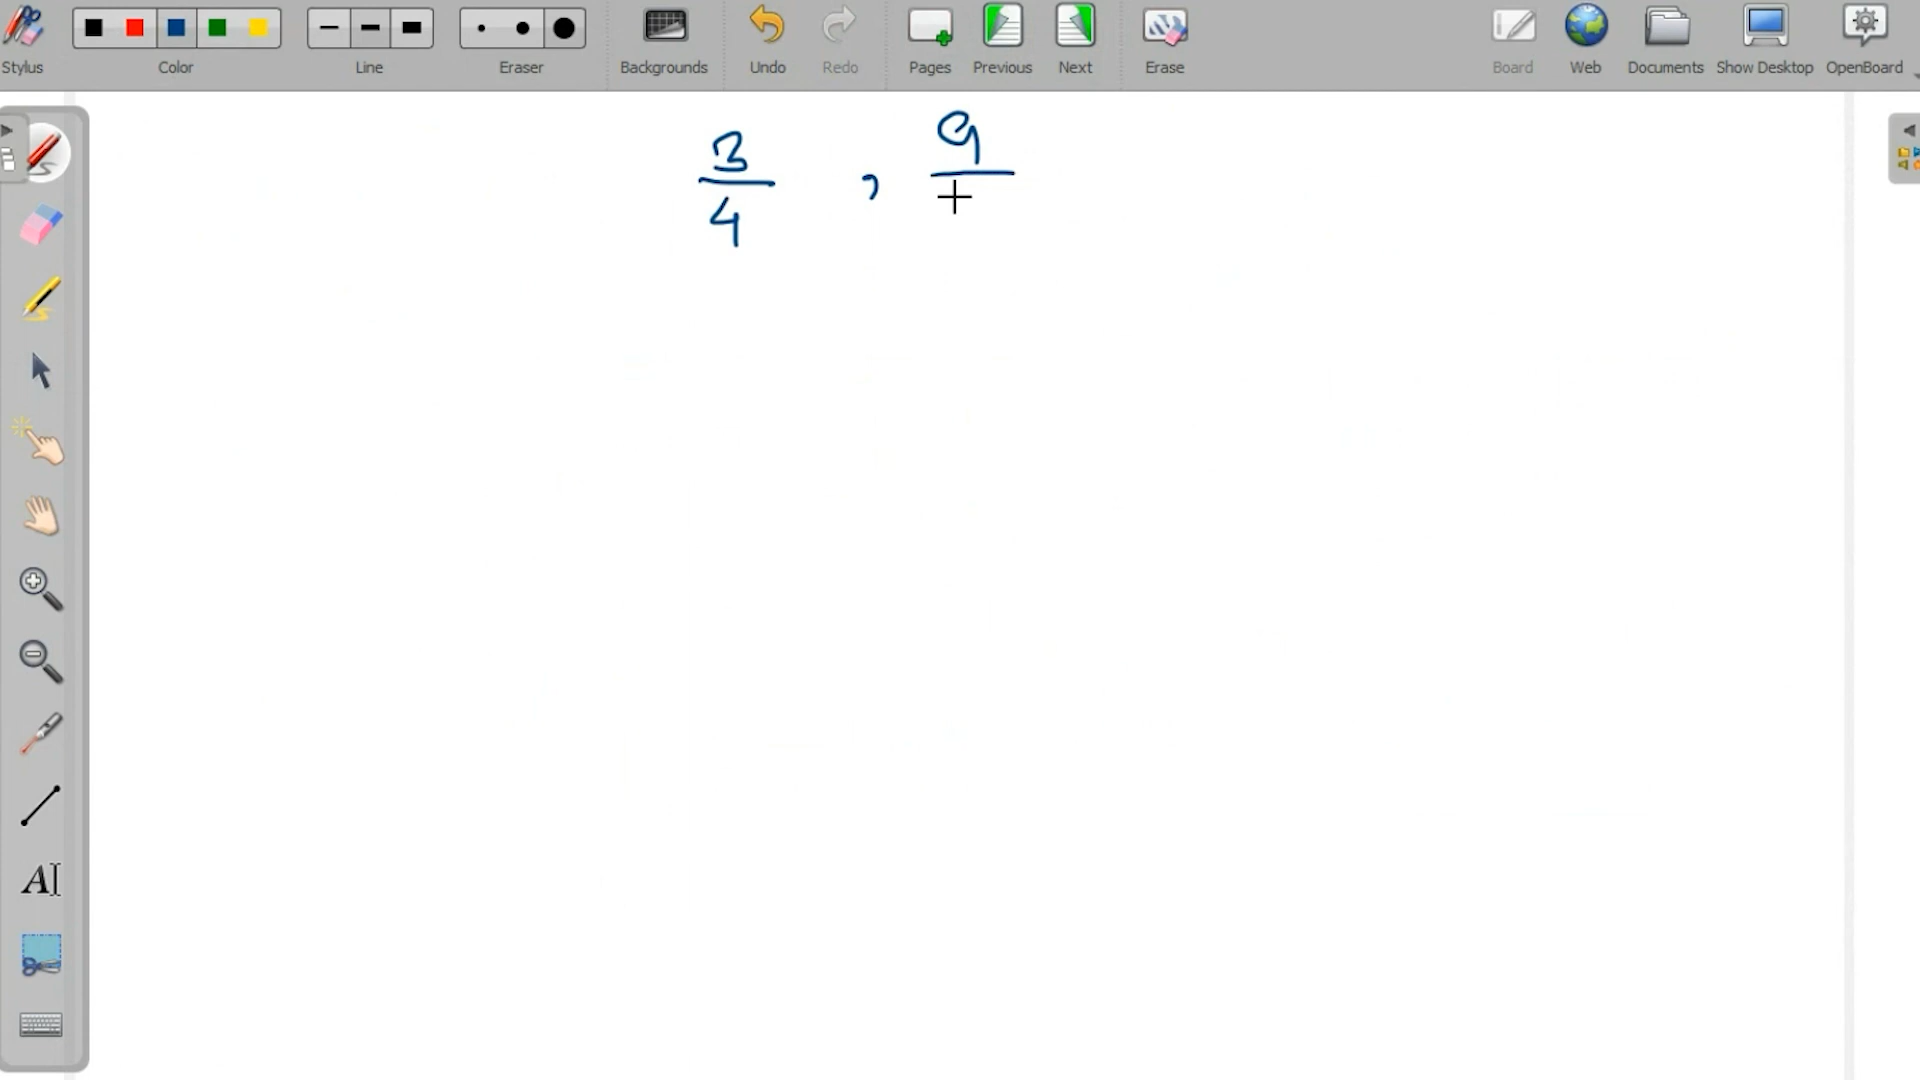 Stylus Color Line Eraser Backgrounds Undo Redo Pages Previous Next Erase Board Web Documents Show Desktop OpenBoard
3 , 9
4
A